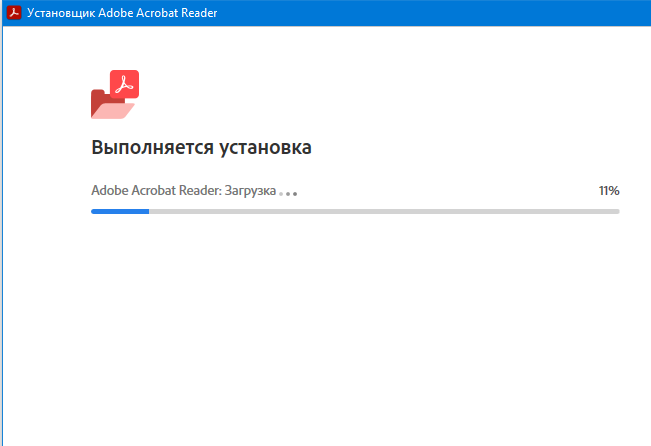 Установщик Adobe Acrobat Reader
Выполняется установка
Adobe Acrobat Reader: Загрузка ... 11%